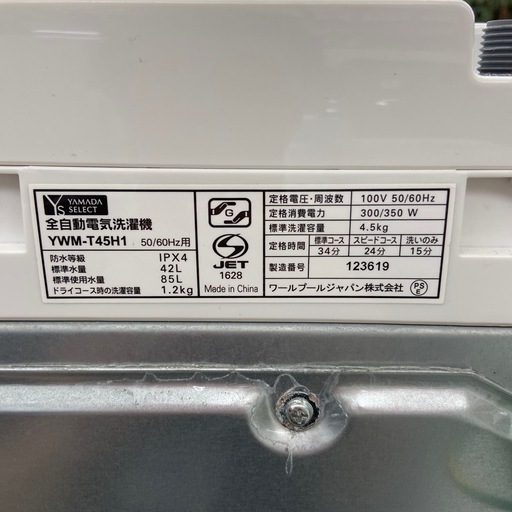 YS YAMADA SELECT
全自動電気洗濯機
YWM-T45H1 50/60Hz用
防水等級 IPX4
標準水量 42L
標準使用水量 85L
ドライコース時の洗濯容量 1.2kg
G
S
JET
1628
Made in China
定格電圧・周波数 100V 50/60Hz
定格消費電力 300/350 W
標準洗濯容量 4.5kg
定格時間 標準コース スピードコース 洗いのみ
34分 24分 15分
製造番号 123619
ワールプールジャパン株式会社 PSE